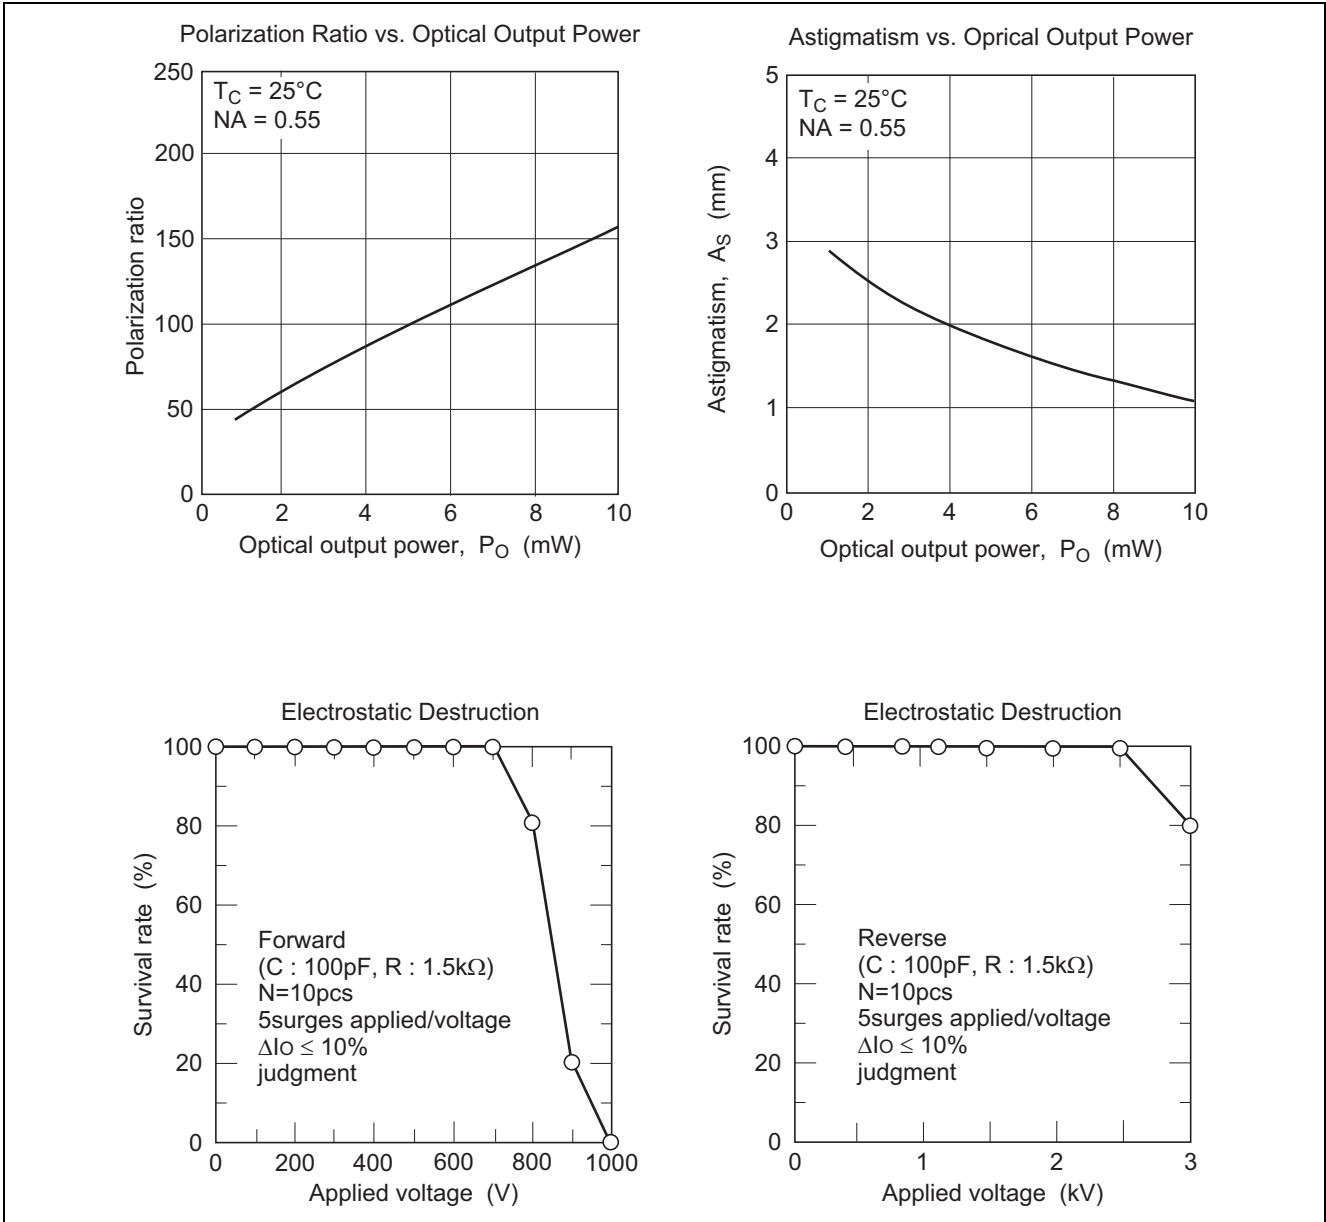 Polarization Ratio vs. Optical Output Power
250
200
150
100
50
0
Polarization ratio
TC = 25°C
NA = 0.55
0 2 4 6 8 10
Optical output power, PO (mW)
Astigmatism vs. Oprical Output Power
5
4
3
2
1
0
Astigmatism, AS (mm)
TC = 25°C
NA = 0.55
0 2 4 6 8 10
Optical output power, PO (mW)
Electrostatic Destruction
100
80
60
40
20
0
Survival rate (%)
Forward
(C : 100pF, R : 1.5kΩ)
N=10pcs
5surges applied/voltage
ΔIO ≤ 10%
judgment
0 200 400 600 800 1000
Applied voltage (V)
Electrostatic Destruction
100
80
60
40
20
0
Survival rate (%)
Reverse
(C : 100pF, R : 1.5kΩ)
N=10pcs
5surges applied/voltage
ΔIO ≤ 10%
judgment
0 1 2 3
Applied voltage (kV)